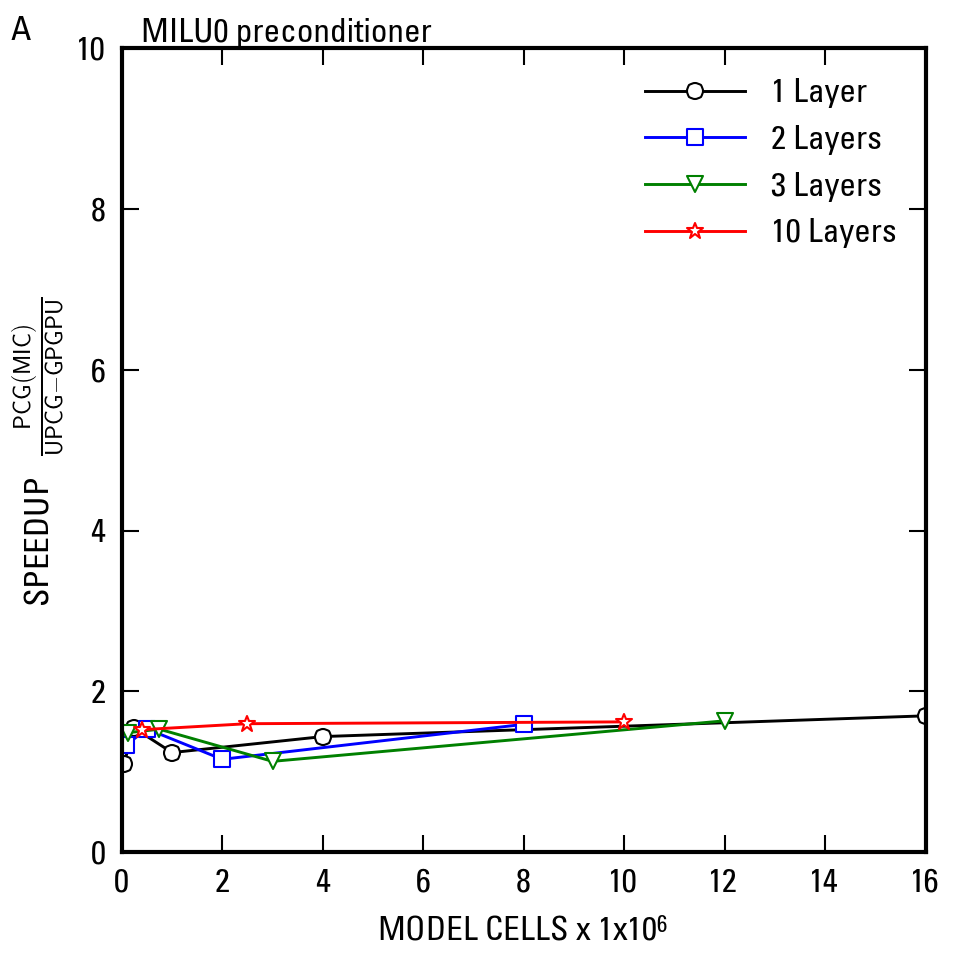 A
MILU0 preconditioner
10
8
6
4
2
0
1 Layer
2 Layers
3 Layers
10 Layers
SPEEDUP PCG(MIC)
UPCG−GPGPU
0 2 4 6 8 10 12 14 16
MODEL CELLS x 1x10⁶